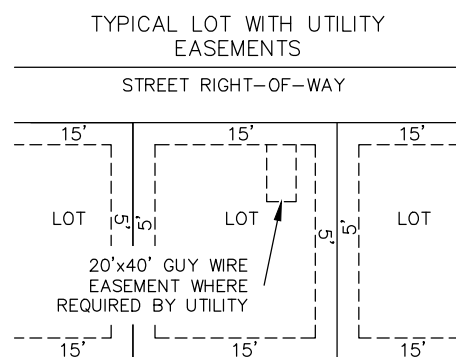 TYPICAL LOT WITH UTILITY
EASEMENTS
STREET RIGHT-OF-WAY
15'
15'
15'
LOT
5'
5'
LOT
5'
5'
LOT
20'x40' GUY WIRE
EASEMENT WHERE
REQUIRED BY UTILITY
15'
15'
15'